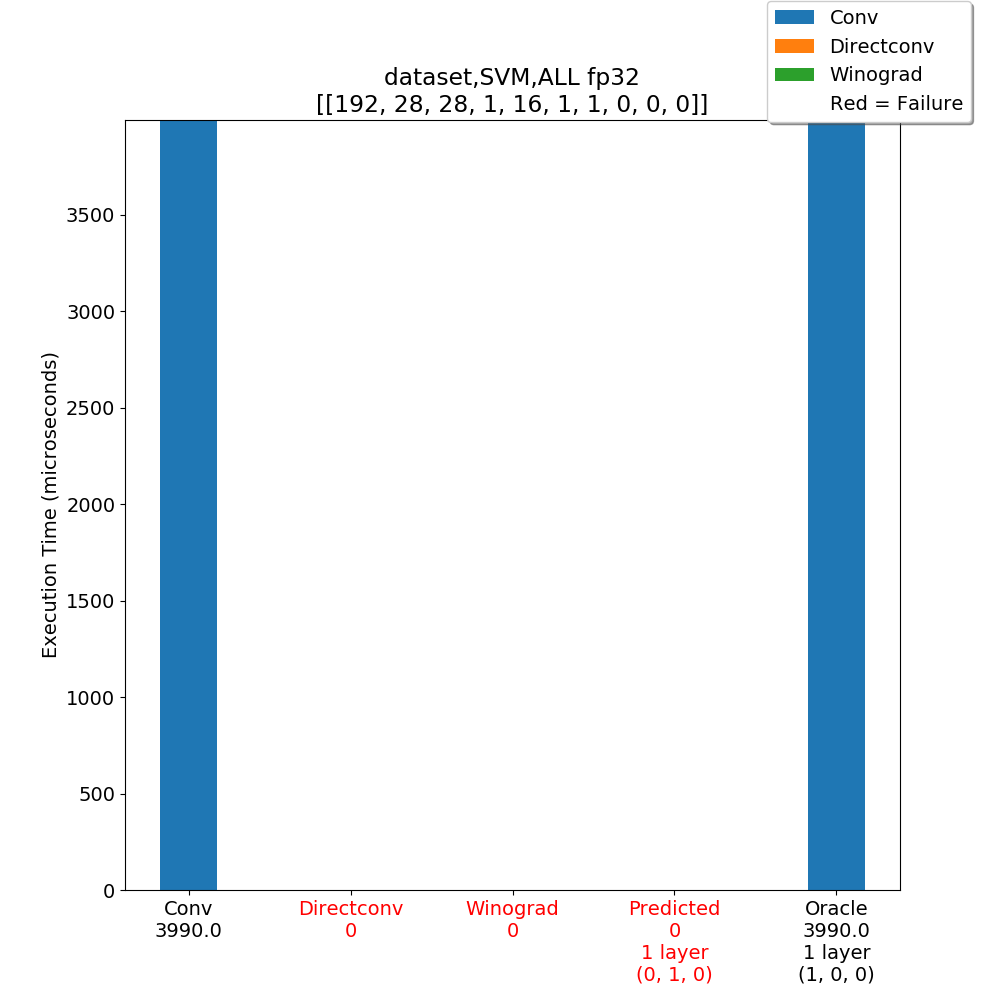 Conv
Directconv
Winograd
Red = Failure
dataset,SVM,ALL fp32
[[192, 28, 28, 1, 16, 1, 1, 0, 0, 0]]
Execution Time (microseconds)
3500
3000
2500
2000
1500
1000
500
0
Conv
3990.0
Directconv
0
Winograd
0
Predicted
0
1 layer
(0, 1, 0)
Oracle
3990.0
1 layer
(1, 0, 0)